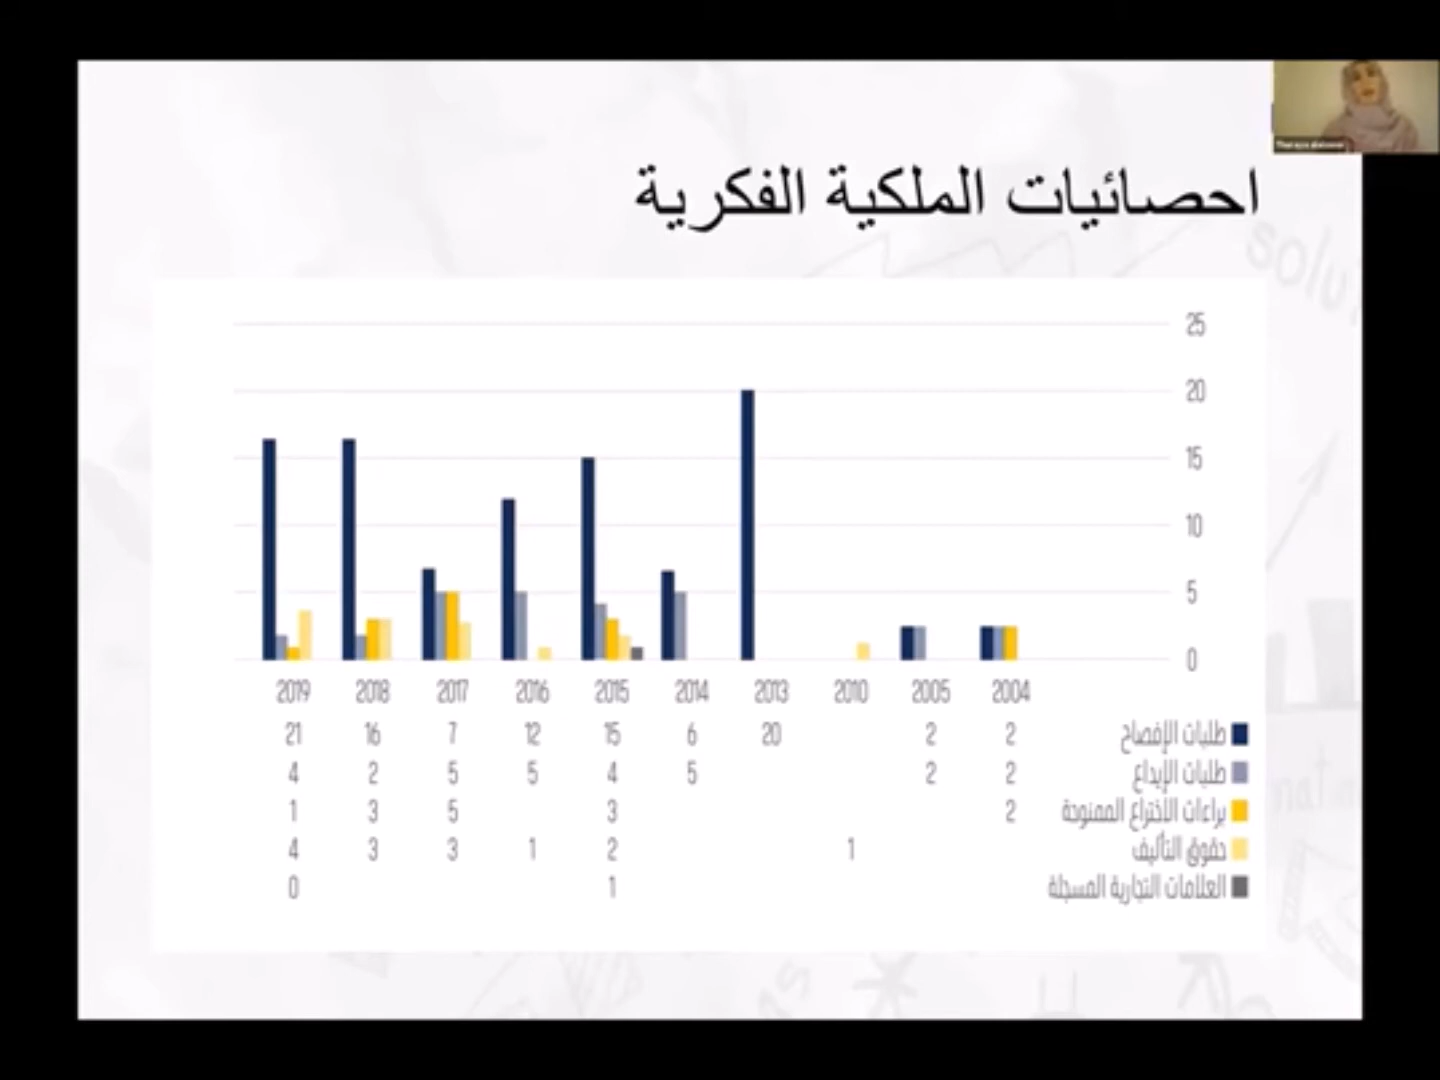 احصائيات الملكية الفكرية
25
20
15
10
5
0
2019 2018 2017 2016 2015 2014 2013 2010 2005 2004
طلبات الإفصاح 2 2 20 6 15 12 7 16 21
طلبات الإيداع 2 2 5 4 5 5 2 4
براءات الأختراع الممنوحة 2 3 5 3 1
حقوق التأليف 1 2 1 3 3 4
العلامات التجارية المسجلة 1 0
solu